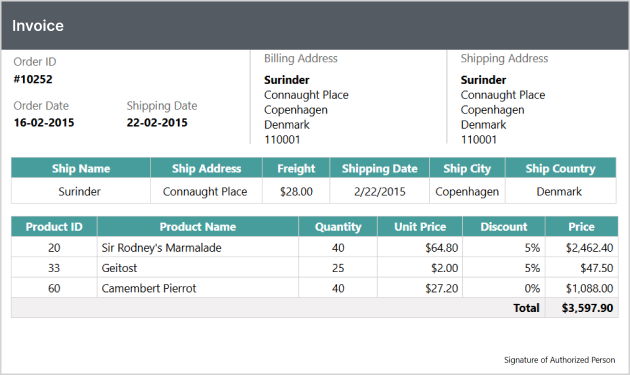 Invoice
Order ID
#10252
Order Date Shipping Date
16-02-2015 22-02-2015
Billing Address
Surinder
Connaught Place
Copenhagen
Denmark
110001
Shipping Address
Surinder
Connaught Place
Copenhagen
Denmark
110001
Ship Name Ship Address Freight Shipping Date Ship City Ship Country
Surinder Connaught Place $28.00 2/22/2015 Copenhagen Denmark
Product ID Product Name Quantity Unit Price Discount Price
20 Sir Rodney's Marmalade 40 $64.80 5% $2,462.40
33 Geitost 25 $2.00 5% $47.50
60 Camembert Pierrot 40 $27.20 0% $1,088.00
Total $3,597.90
Signature of Authorized Person